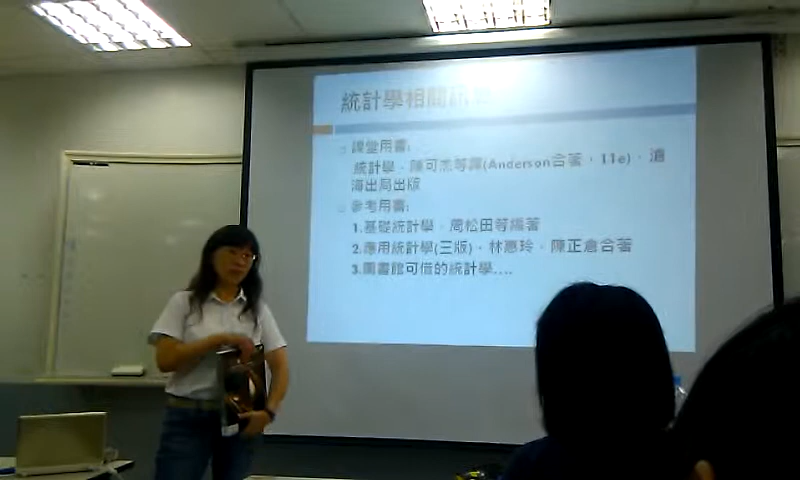 統計學相關
課堂用書:
統計學,陳可杰等譯(Anderson合著,11e),滄
海出局出版
參考用書:
1.基礎統計學,周松田等編著
2.應用統計學(三版),林惠玲,陳正倉合著
3.圖書館可借的統計學....